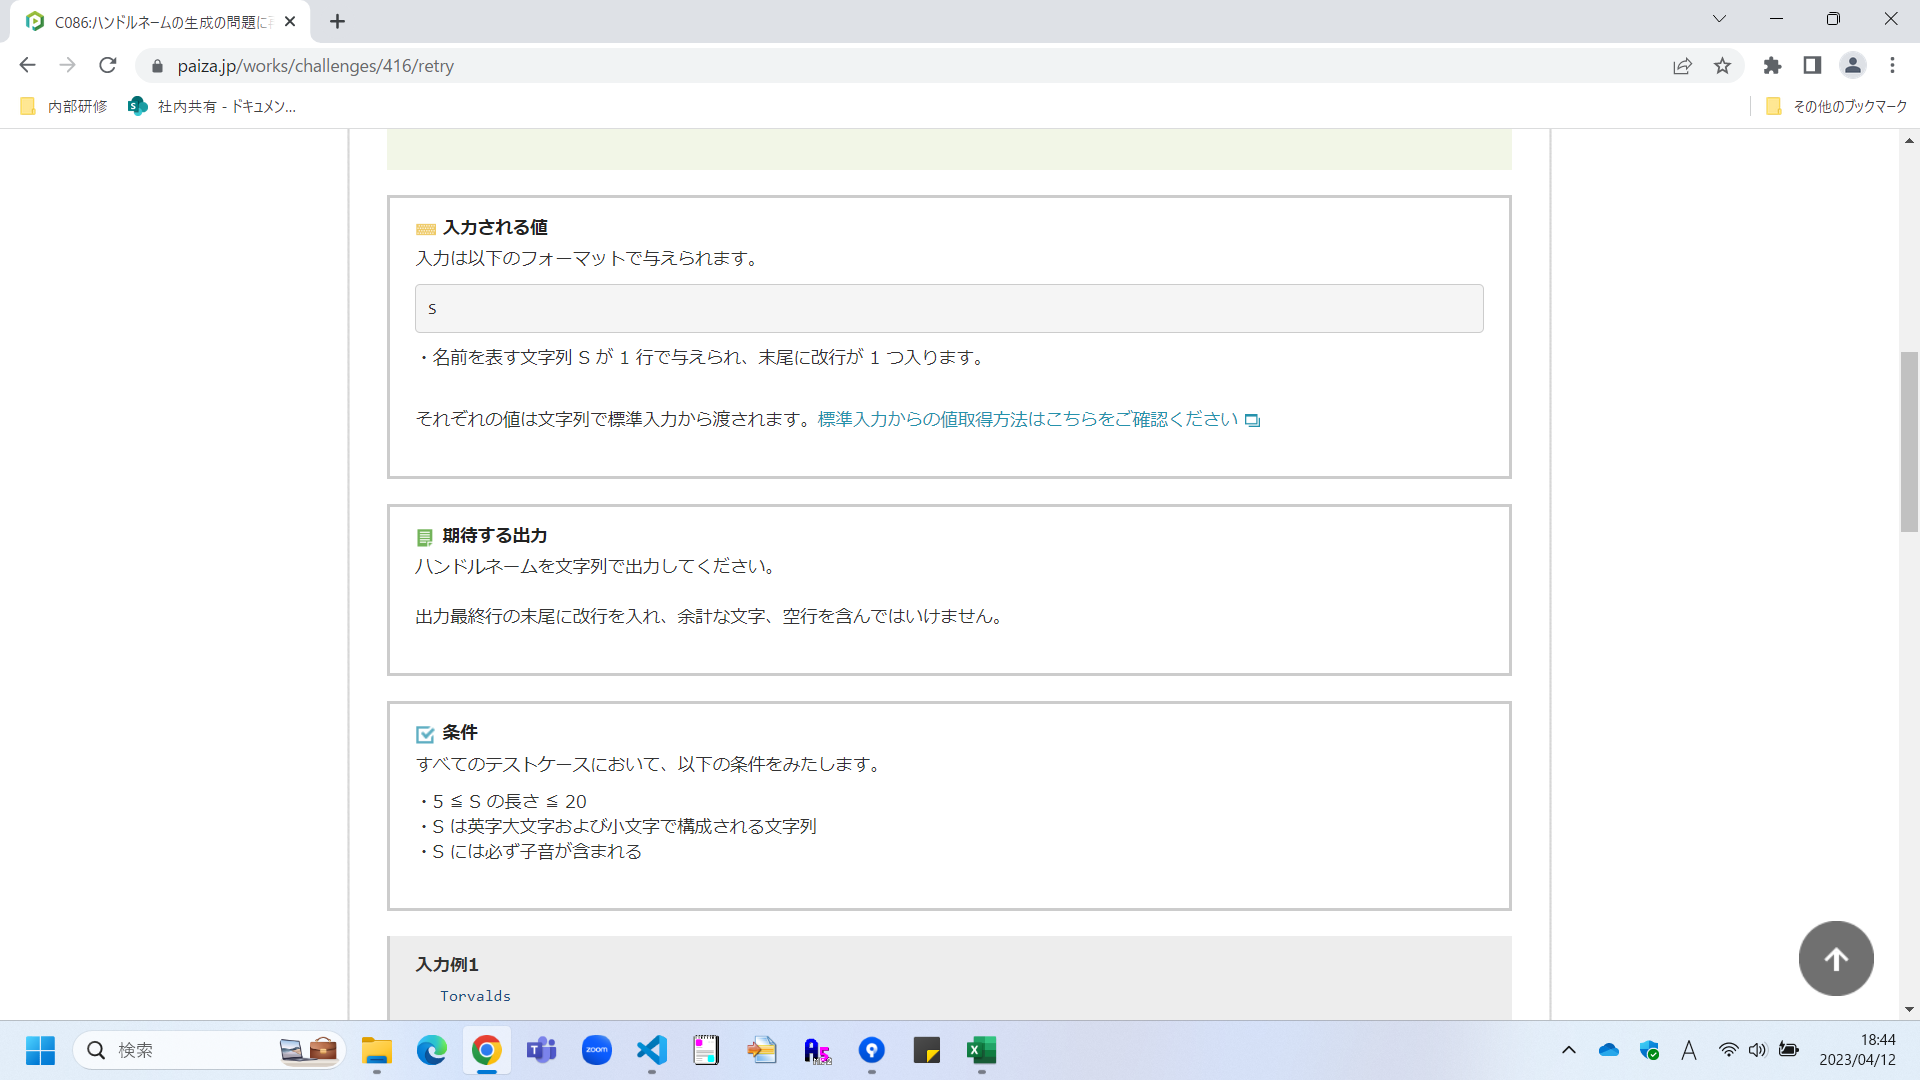 C086:ハンドルネームの生成の問題に
paiza.jp/works/challenges/416/retry
内部研修
社内共有 - ドキュメン...
その他のブックマーク
入力される値
入力は以下のフォーマットで与えられます。
S
・名前を表す文字列 S が 1 行で与えられ、末尾に改行が 1 つ入ります。
それぞれの値は文字列で標準入力から渡されます。標準入力からの値取得方法はこちらをご確認ください
期待する出力
ハンドルネームを文字列で出力してください。
出力最終行の末尾に改行を入れ、余計な文字、空行を含んではいけません。
条件
すべてのテストケースにおいて、以下の条件をみたします。
・5 ≦ S の長さ ≦ 20
・S は英字大文字および小文字で構成される文字列
・S には必ず子音が含まれる
入力例1
Torvalds
検索
zoom
A
18:44
2023/04/12